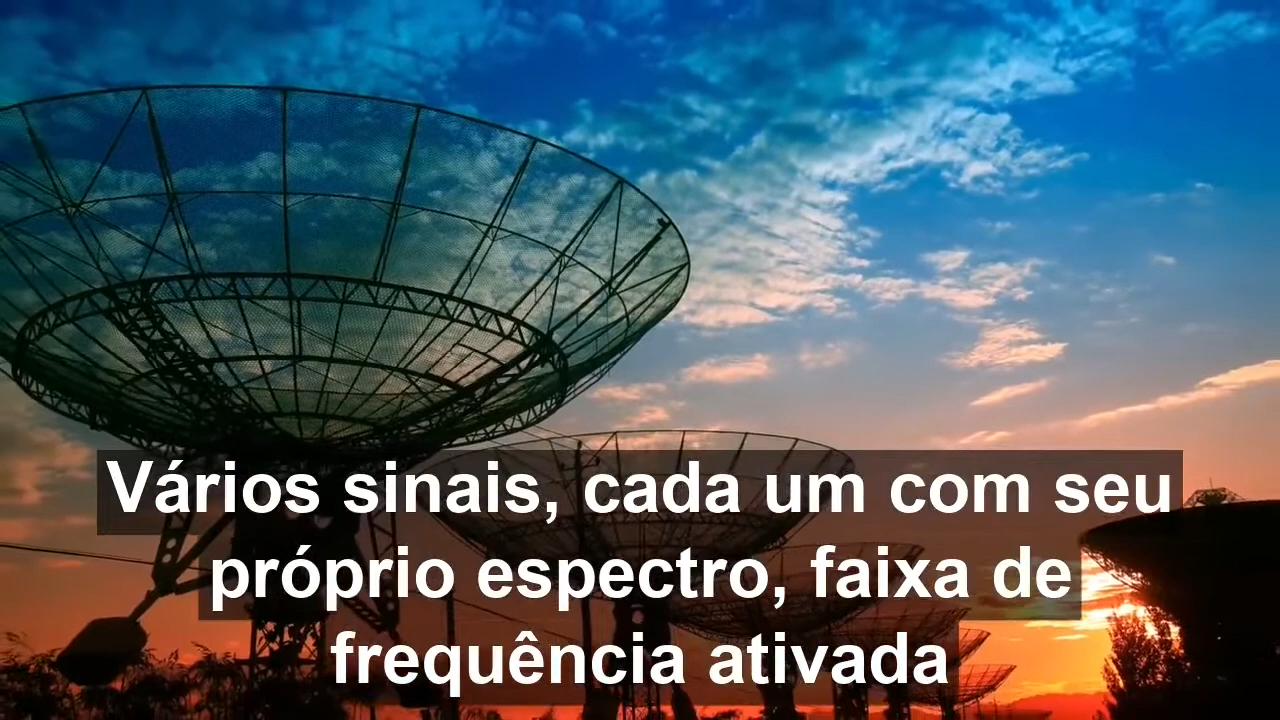 Vários sinais, cada um com seu
próprio espectro, faixa de
frequência ativada